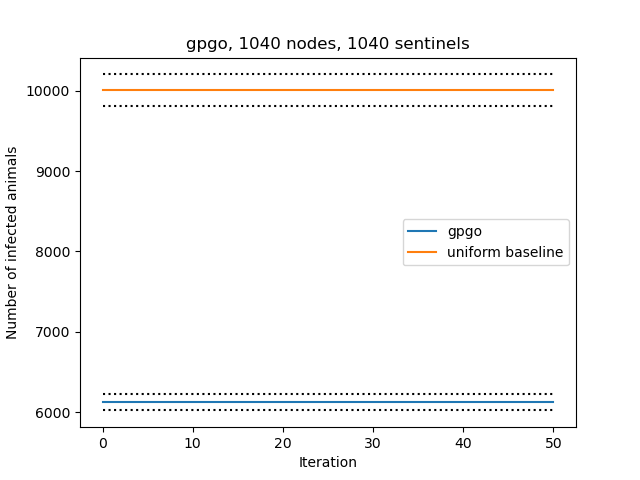 gpgo, 1040 nodes, 1040 sentinels
10000
9000
8000
7000
6000
Number of infected animals
gpgo
uniform baseline
0 10 20 30 40 50
Iteration